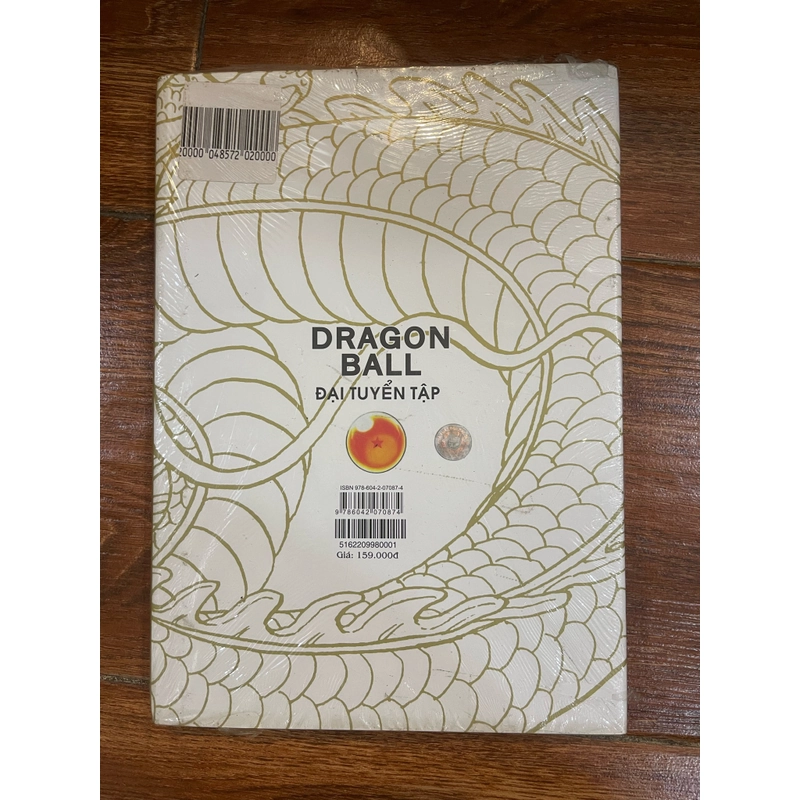 0000 048572 020000
DRAGON
BALL
ĐẠI TUYỂN TẬP
ISBN 978-604-2-07087-4
9 786042 070874
5162209980001
Giá: 159.000đ